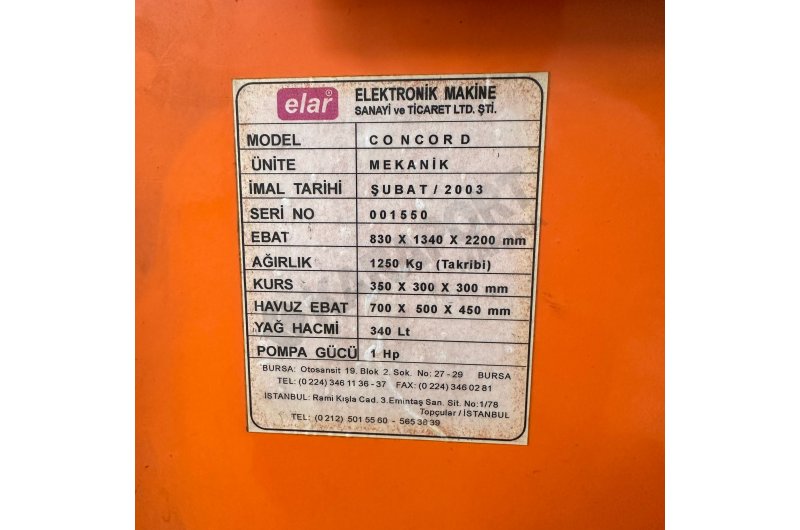 elar®
ELEKTRONİK MAKİNE
SANAYİ ve TİCARET LTD. ŞTİ.
MODEL CONCORD
ÜNİTE MEKANİK
İMAL TARİHİ ŞUBAT / 2003
SERİ NO 001550
EBAT 830 X 1340 X 2200 mm
AĞIRLIK 1250 Kg (Takribi)
KURS 350 X 300 X 300 mm
HAVUZ EBAT 700 X 500 X 450 mm
YAĞ HACMİ 340 Lt
POMPA GÜCÜ 1 Hp
BURSA: Otosansit 19. Blok 2. Sok. No: 27-29 BURSA
TEL: (0 224) 346 11 36 - 37 FAX: (0 224) 346 02 81
İSTANBUL: Rami Kışla Cad. 3.Emintaş San. Sit. No:1/78
Topçular / İSTANBUL
TEL: (0 212) 501 55 60 - 565 38 39